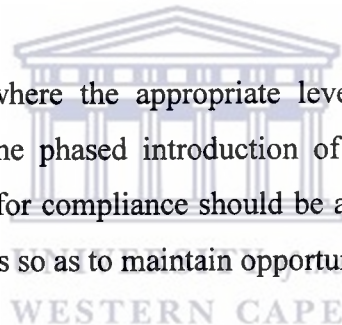 where the appropriate leve
he phased introduction of
for compliance should be a
s so as to maintain opportu
UNIVERSITY of
WESTERN CAPE